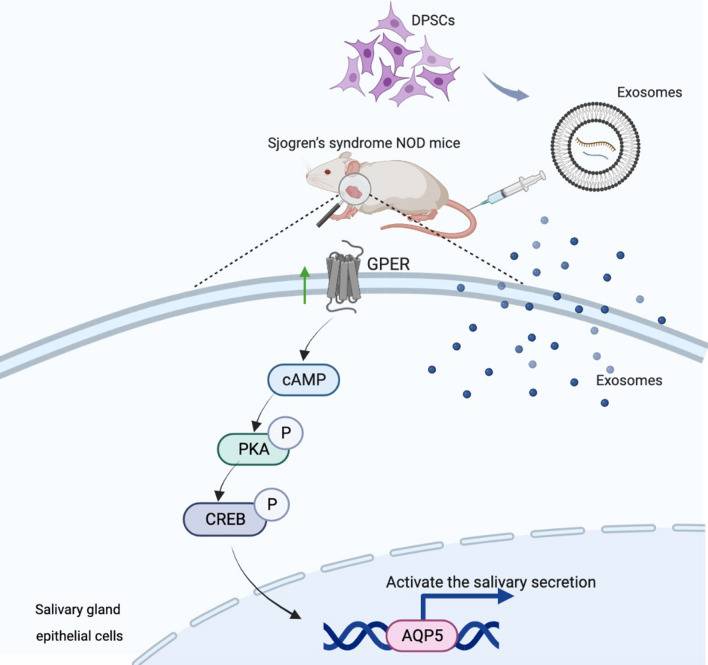 DPSCs
Exosomes
Sjogren's syndrome NOD mice
GPER
cAMP
Exosomes
P
PKA
P
CREB
Activate the salivary secretion
Salivary gland
epithelial cells
AQP5